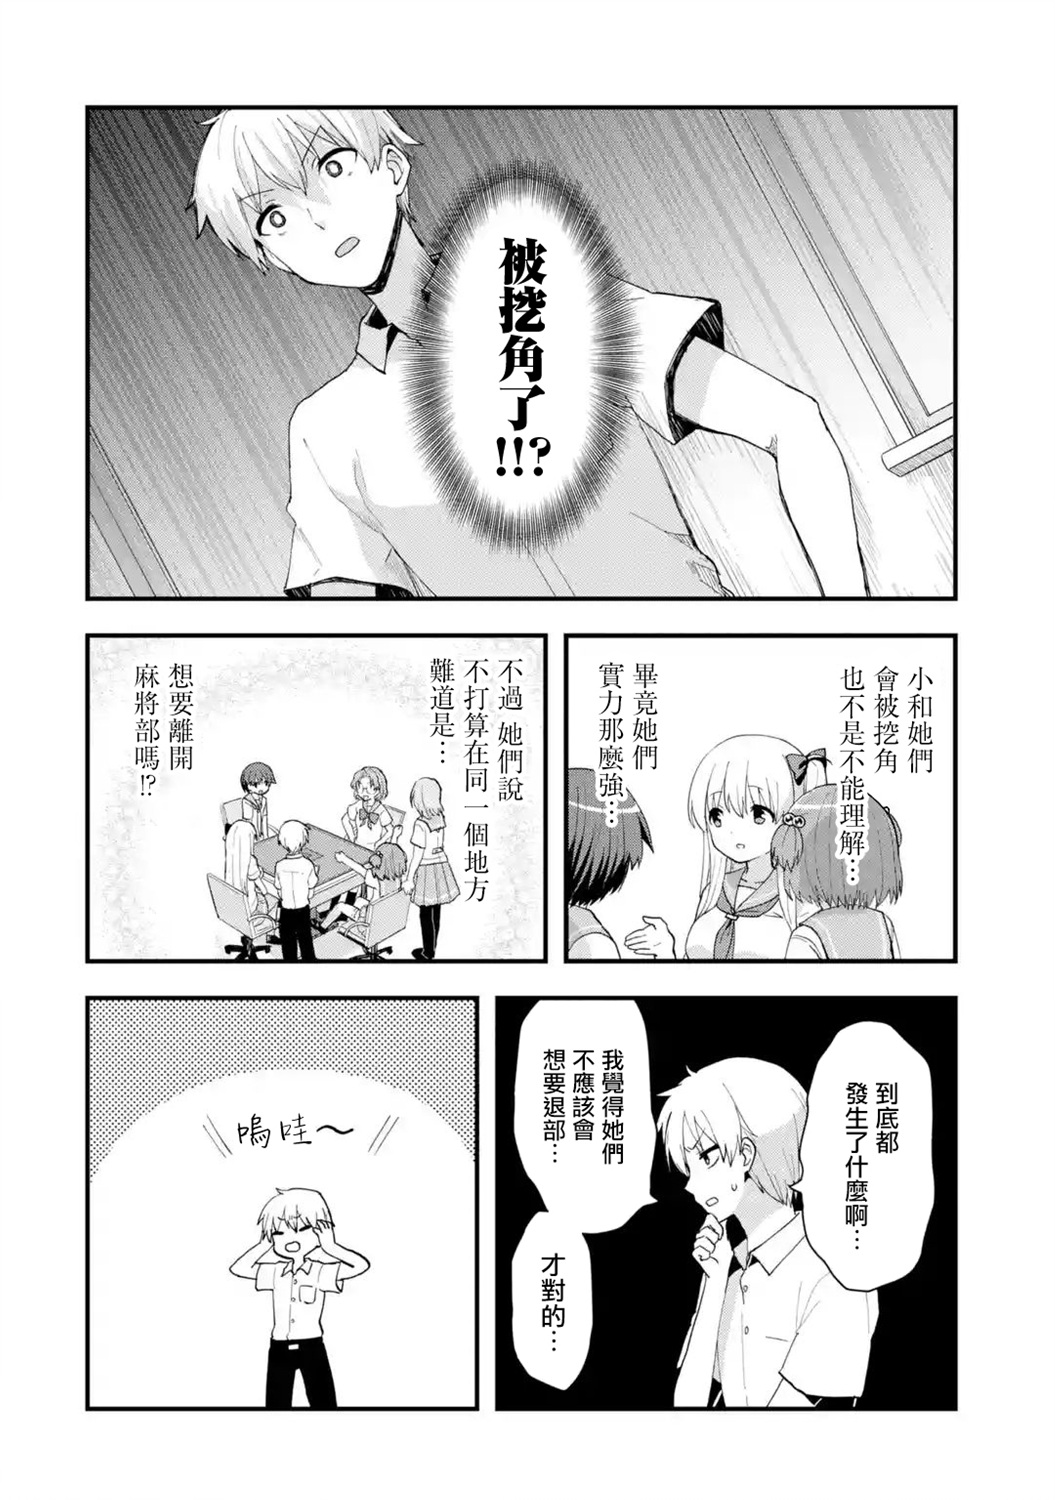 被挖角了!!?
小和她們
會被挖角
也不是不能理解…
畢竟她們
實力那麼強…
不過 她們說
不打算在同一個地方
難道是…
想要離開
麻將部嗎!?
到底都
發生了什麼啊…
我覺得她們
不應該會
想要退部…
才對的…
嗚哇～